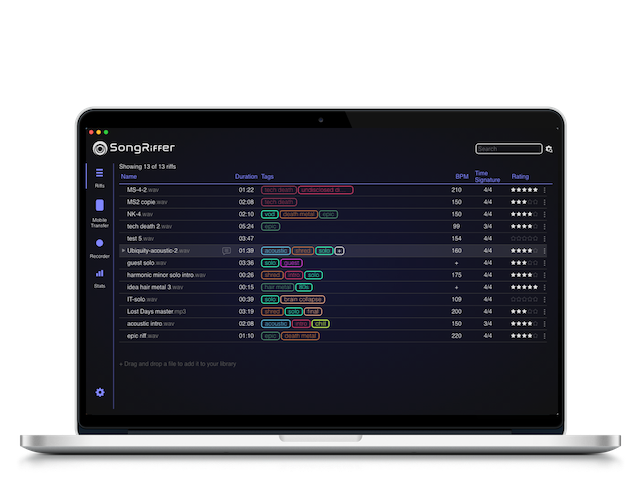 SongRiffer
Search
Showing 13 of 13 riffs
Name Duration Tags BPM Time Signature Rating
Riffs
Mobile Transfer
Recorder
Stats
MS-4-2.wav 01:22 tech death 210 4/4
MS2 copie.wav 02:08 tech death 150 4/4
NK-4.wav 02:10 vod death metal epic 150 4/4
tech death 2.wav 05:24 epic 89 3/4
test 5.wav 03:47 154 4/4
Ubiquity-acoustic-2.wav 01:39 acoustic shred solo + 160 4/4
guest solo.wav 03:36 solo guest + 4/4
harmonic minor solo intro.wav 00:26 shred intro solo 175 4/4
idea hair metal 3.wav 00:15 hair metal 80s + 4/4
IT-solo.wav 00:39 solo brain collapse 109 4/4
Lost Days master.mp3 03:19 shred solo final 200 4/4
acoustic intro.wav 02:08 acoustic intro chill 150 3/4
epic riff.wav 01:10 epic death metal 220 4/4
+ Drag and drop a file to add it to your library